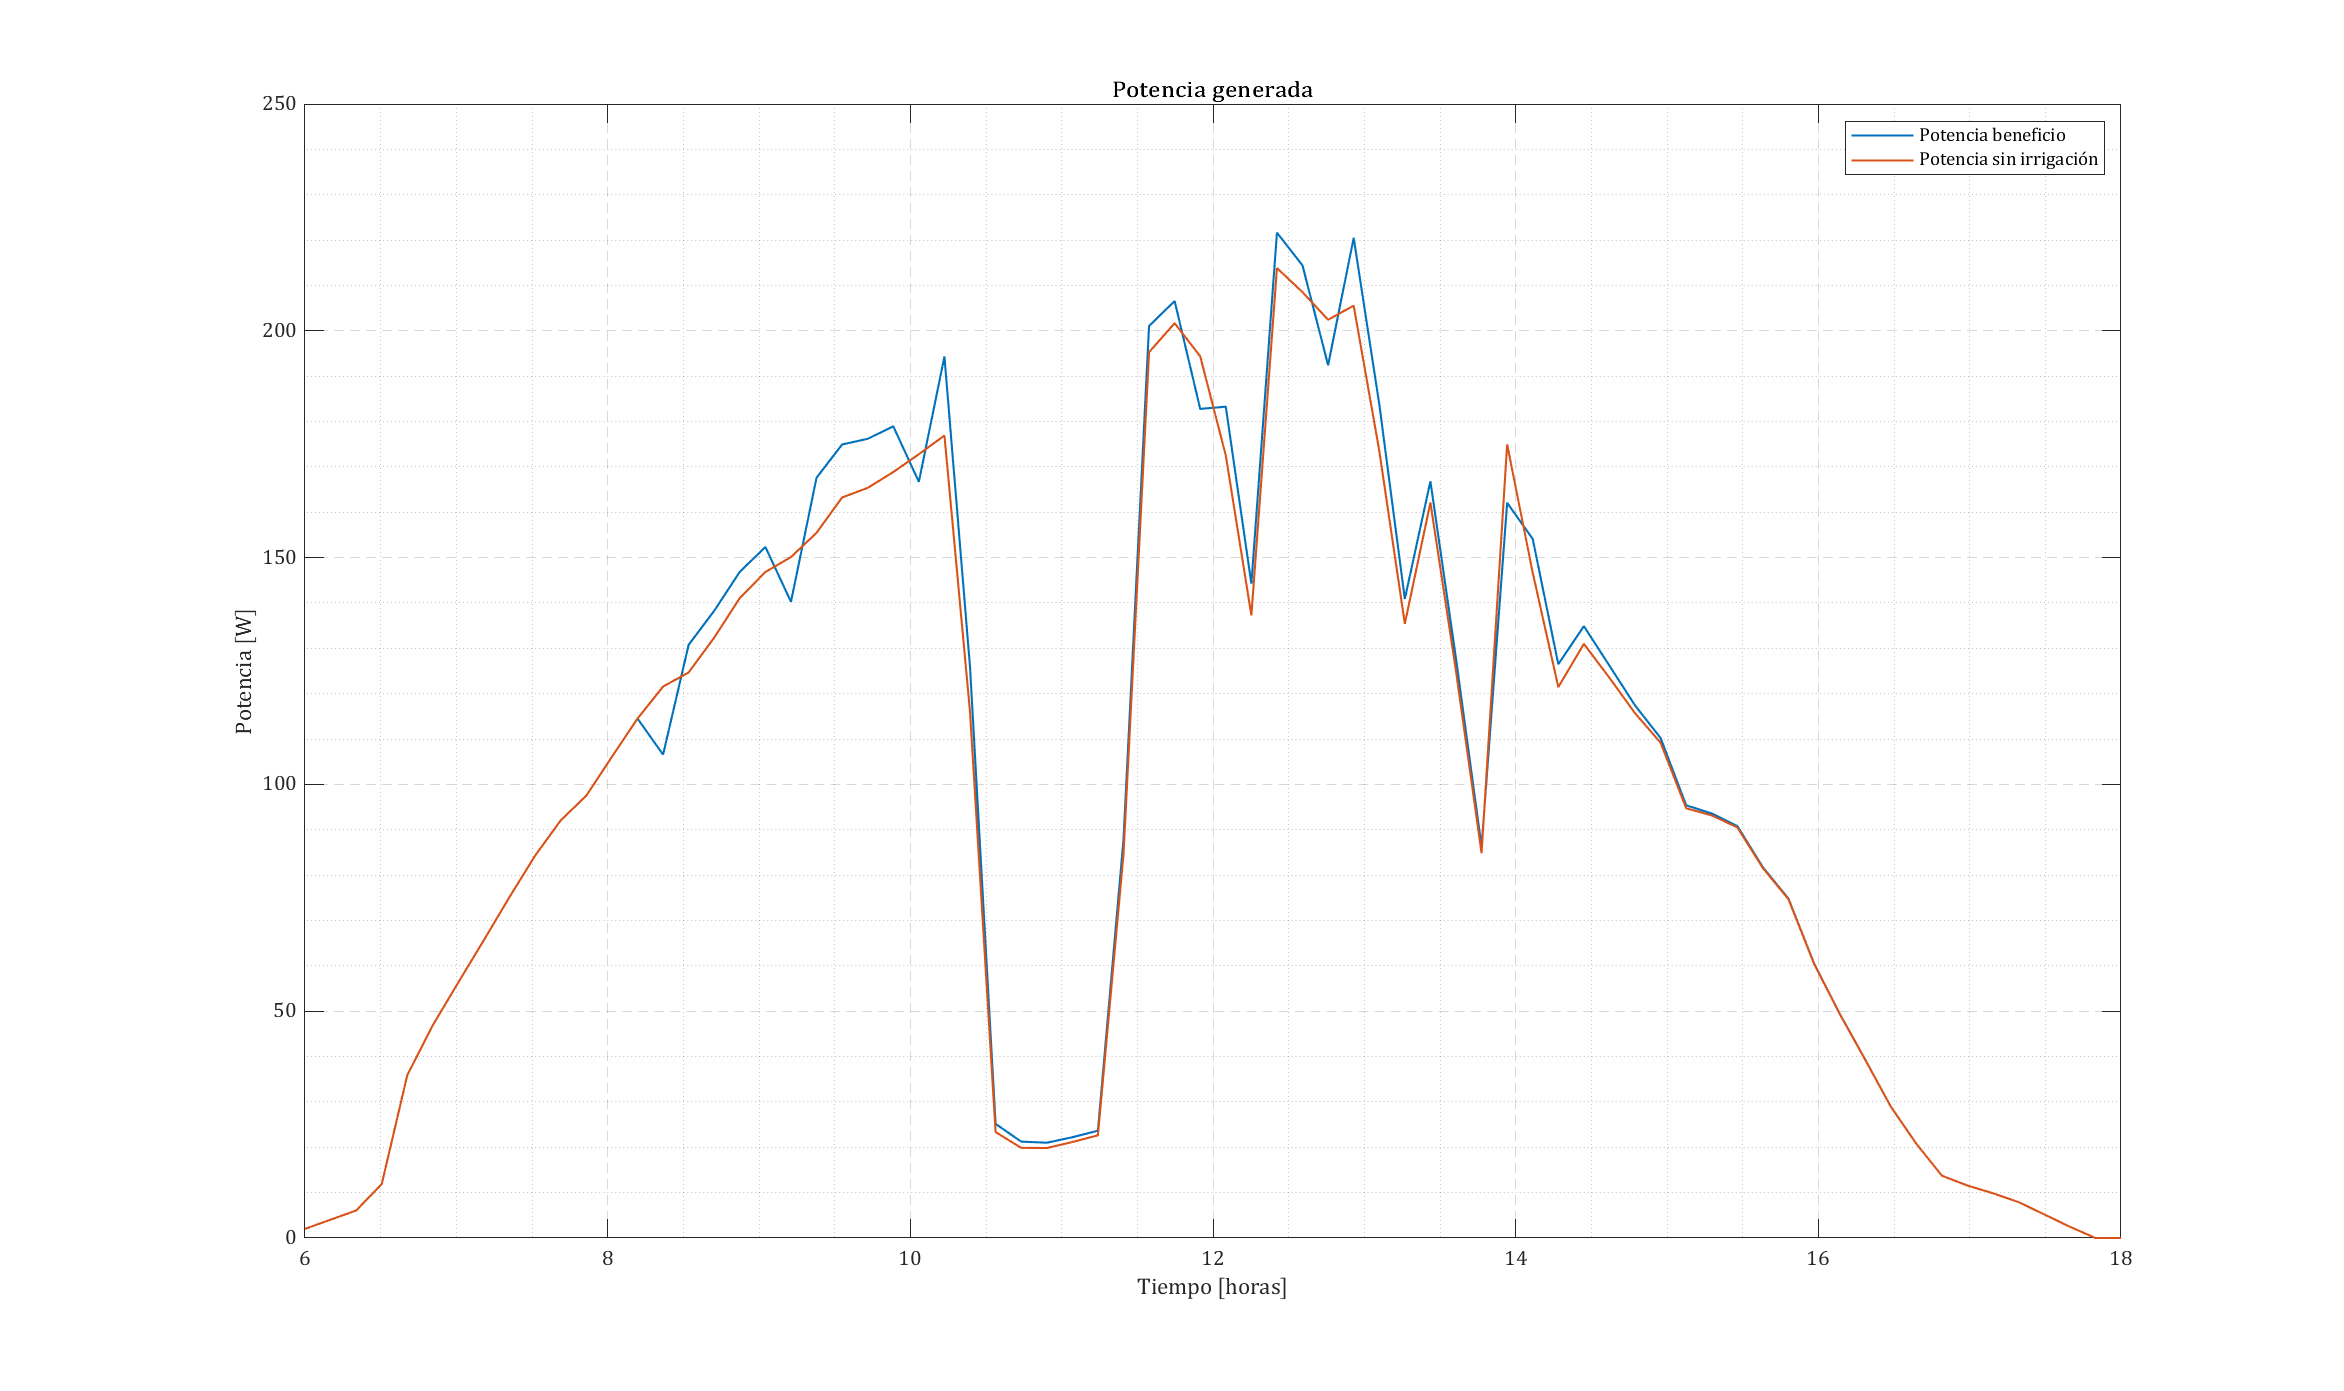 Potencia generada
250
Potencia beneficio
Potencia sin irrigación
200
150
Potencia [W]
100
50
0
6 8 10 12 14 16 18
Tiempo [horas]